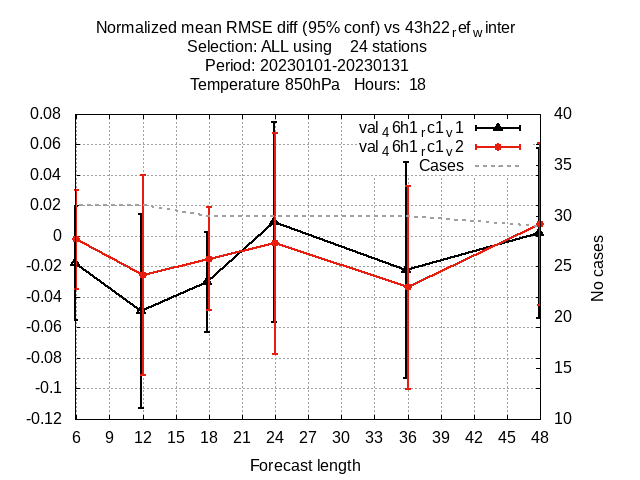 Normalized mean RMSE diff (95% conf) vs 43h22refwinter
Selection: ALL using 24 stations
Period: 20230101-20230131
Temperature 850hPa Hours: 18
val46h1rc1v1
val46h1rc1v2
Cases
0.08
0.06
0.04
0.02
0
-0.02
-0.04
-0.06
-0.08
-0.1
-0.12
40
35
30
25
20
15
10
No cases
6 9 12 15 18 21 24 27 30 33 36 39 42 45 48
Forecast length